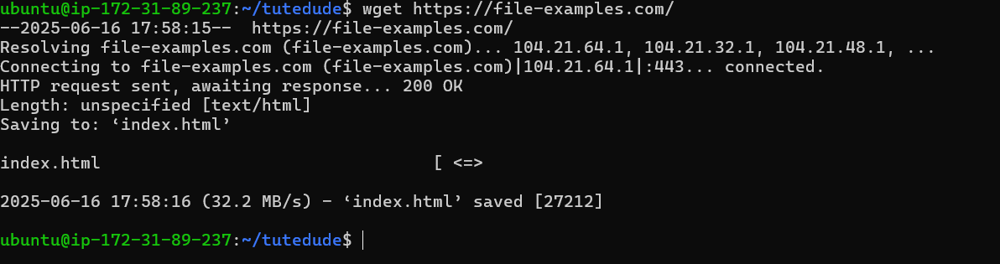 ubuntu@ip-172-31-89-237:~/tutedude$ wget https://file-examples.com/
--2025-06-16 17:58:15--  https://file-examples.com/
Resolving file-examples.com (file-examples.com)... 104.21.64.1, 104.21.32.1, 104.21.48.1, ...
Connecting to file-examples.com (file-examples.com)|104.21.64.1|:443... connected.
HTTP request sent, awaiting response... 200 OK
Length: unspecified [text/html]
Saving to: ‘index.html’
index.html                                 [ <=>
2025-06-16 17:58:16 (32.2 MB/s) - ‘index.html’ saved [27212]
ubuntu@ip-172-31-89-237:~/tutedude$